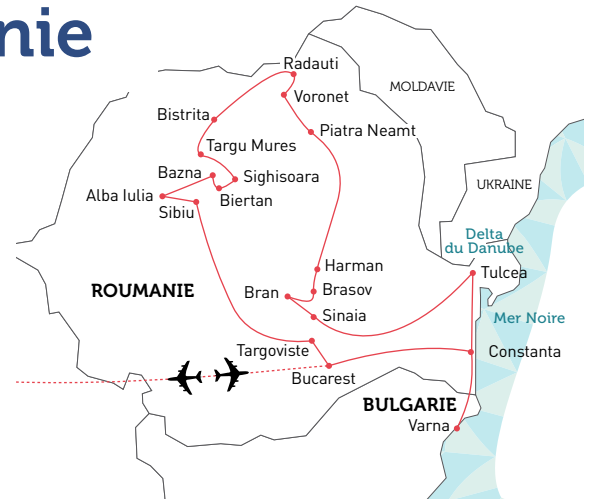 nie
Radauti
MOLDAVIE
Voronet
Bistrita
Piatra Neamt
Targu Mures
Bazna
Sighisoara
UKRAINE
Alba Iulia
Biertan
Sibiu
Delta
du Danube
Harman
Tulcea
ROUMANIE
Bran
Brasov
Sinaia
Mer Noire
Targoviste
Constanta
Bucarest
BULGARIE
Varna